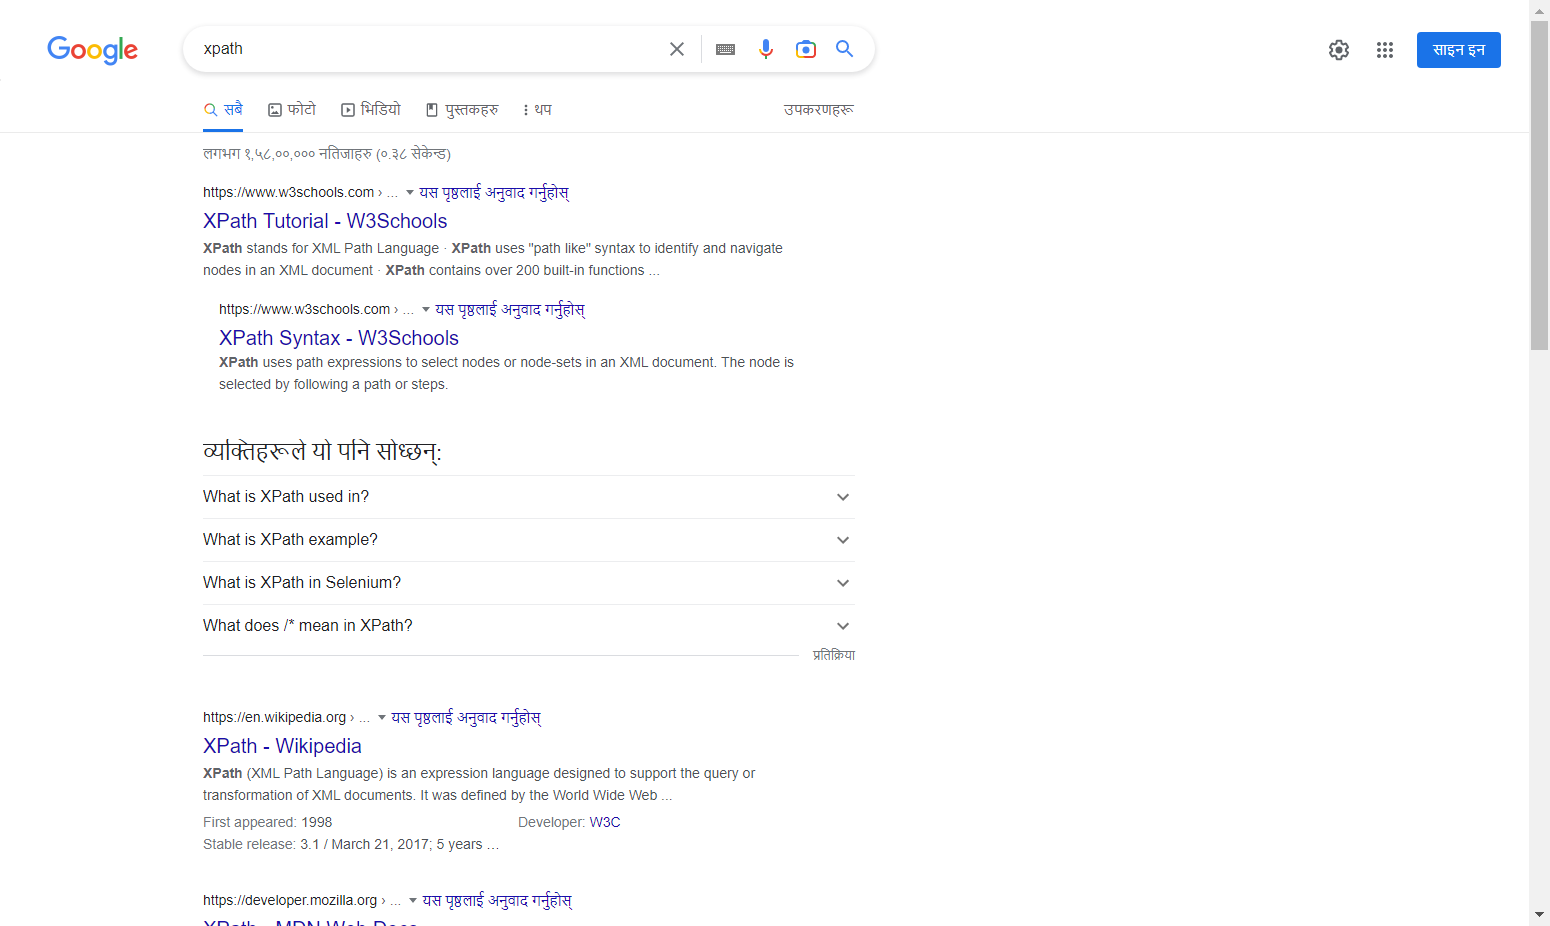 Google
xpath
साइन इन
सबै
फोटो
भिडियो
पुस्तकहरु
थप
उपकरणहरू
लगभग १,५८,००,००० नतिजाहरु (०.३८ सेकेन्ड)
https://www.w3schools.com › ... यस पृष्ठलाई अनुवाद गर्नुहोस्
XPath Tutorial - W3Schools
XPath stands for XML Path Language · XPath uses "path like" syntax to identify and navigate
nodes in an XML document · XPath contains over 200 built-in functions ...
https://www.w3schools.com › ... यस पृष्ठलाई अनुवाद गर्नुहोस्
XPath Syntax - W3Schools
XPath uses path expressions to select nodes or node-sets in an XML document. The node is
selected by following a path or steps.
व्यक्तिहरूले यो पनि सोध्छन्:
What is XPath used in?
What is XPath example?
What is XPath in Selenium?
What does /* mean in XPath?
प्रतिक्रिया
https://en.wikipedia.org › ... यस पृष्ठलाई अनुवाद गर्नुहोस्
XPath - Wikipedia
XPath (XML Path Language) is an expression language designed to support the query or
transformation of XML documents. It was defined by the World Wide Web ...
First appeared: 1998 Developer: W3C
Stable release: 3.1 / March 21, 2017; 5 years ...
https://developer.mozilla.org › ... यस पृष्ठलाई अनुवाद गर्नुहोस्
XPath - MDN Web Docs